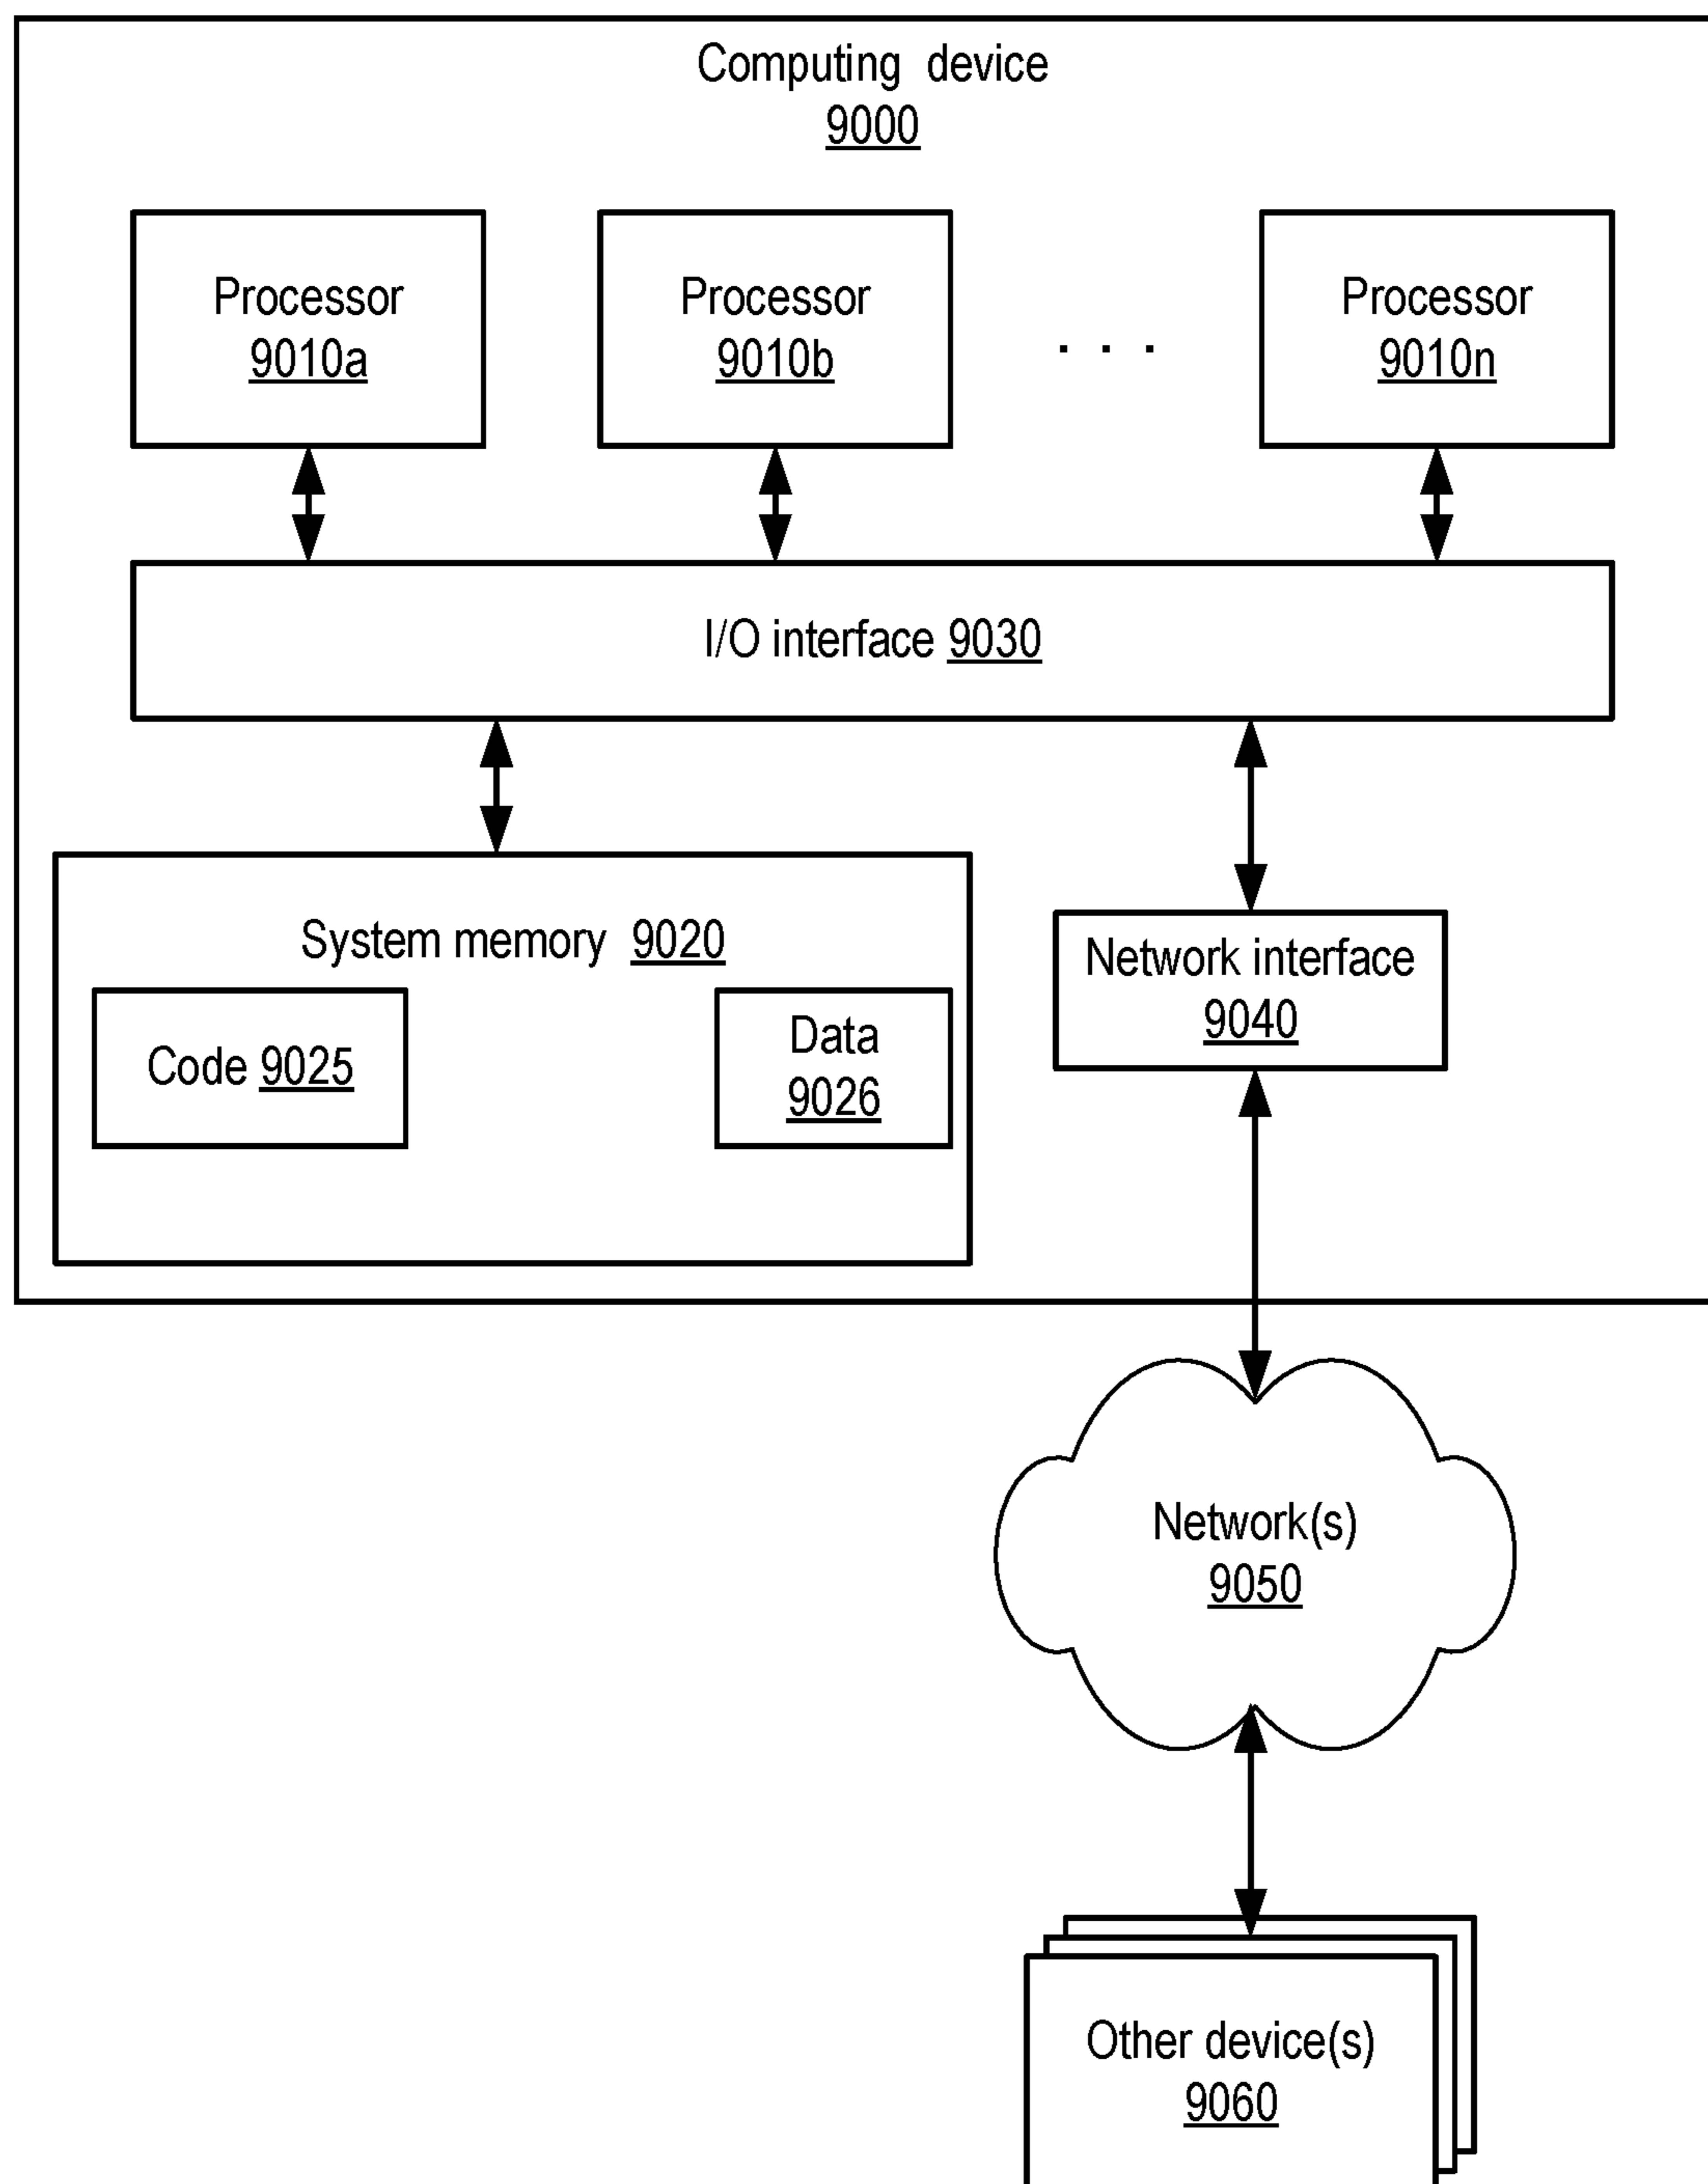 Computing device
9000
Processor
9010a
Processor
9010b
. . .
Processor
9010n
I/O interface 9030
System memory 9020
Code 9025
Data
9026
Network interface
9040
Network(s)
9050
Other device(s)
9060